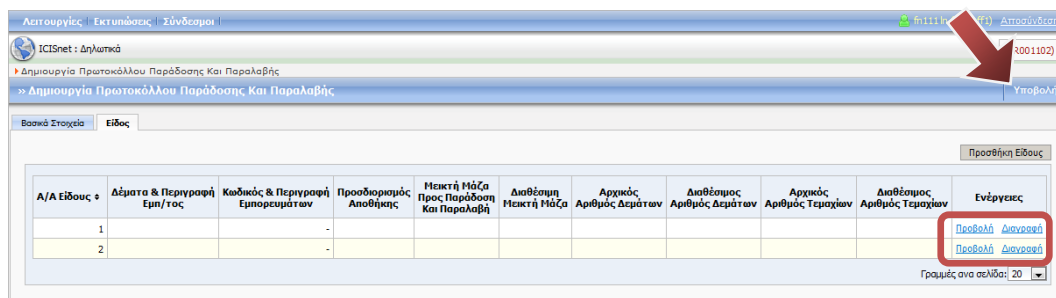 Λειτουργίες | Εκτυπώσεις | Σύνδεσμοι |
fn111 ff1) Αποσύνδεση
ICISnet : Δηλωτικά
R001102)
Δημιουργία Πρωτοκόλλου Παράδοσης Και Παραλαβής
» Δημιουργία Πρωτοκόλλου Παράδοσης Και Παραλαβής
Υποβολή
Βασικά Στοιχεία Είδος
Προσθήκη Είδους
Α/Α Είδους Δέματα & Περιγραφή Εμπ/τος Κωδικός & Περιγραφή Εμπορευμάτων Προσδιορισμός Αποθήκης Μεικτή Μάζα Προς Παράδοση Και Παραλαβή Διαθέσιμη Μεικτή Μάζα Αρχικός Αριθμός Δεμάτων Διαθέσιμος Αριθμός Δεμάτων Αρχικός Αριθμός Τεμαχίων Διαθέσιμος Αριθμός Τεμαχίων Ενέργειες
1 - Προβολή Διαγραφή
2 - Προβολή Διαγραφή
Γραμμές ανα σελίδα: 20